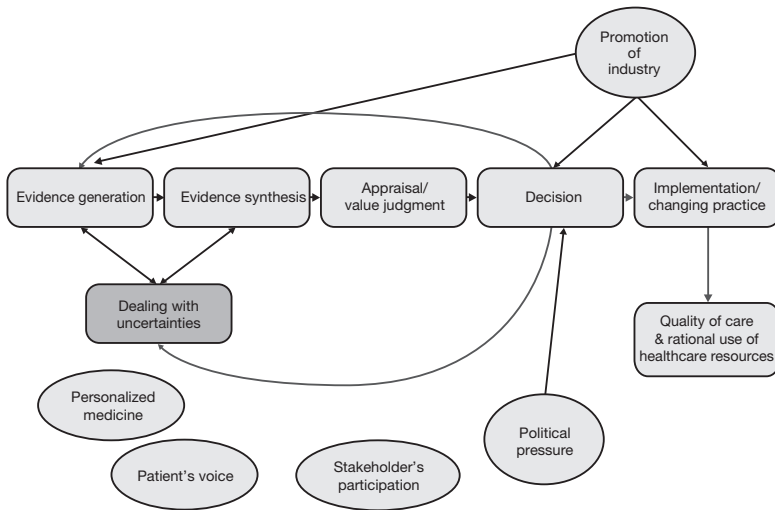 Promotion
of
industry
Evidence generation
Evidence synthesis
Appraisal/
value judgment
Decision
Implementation/
changing practice
Dealing with
uncertainties
Quality of care
& rational use of
healthcare resources
Personalized
medicine
Patient's voice
Stakeholder's
participation
Political
pressure